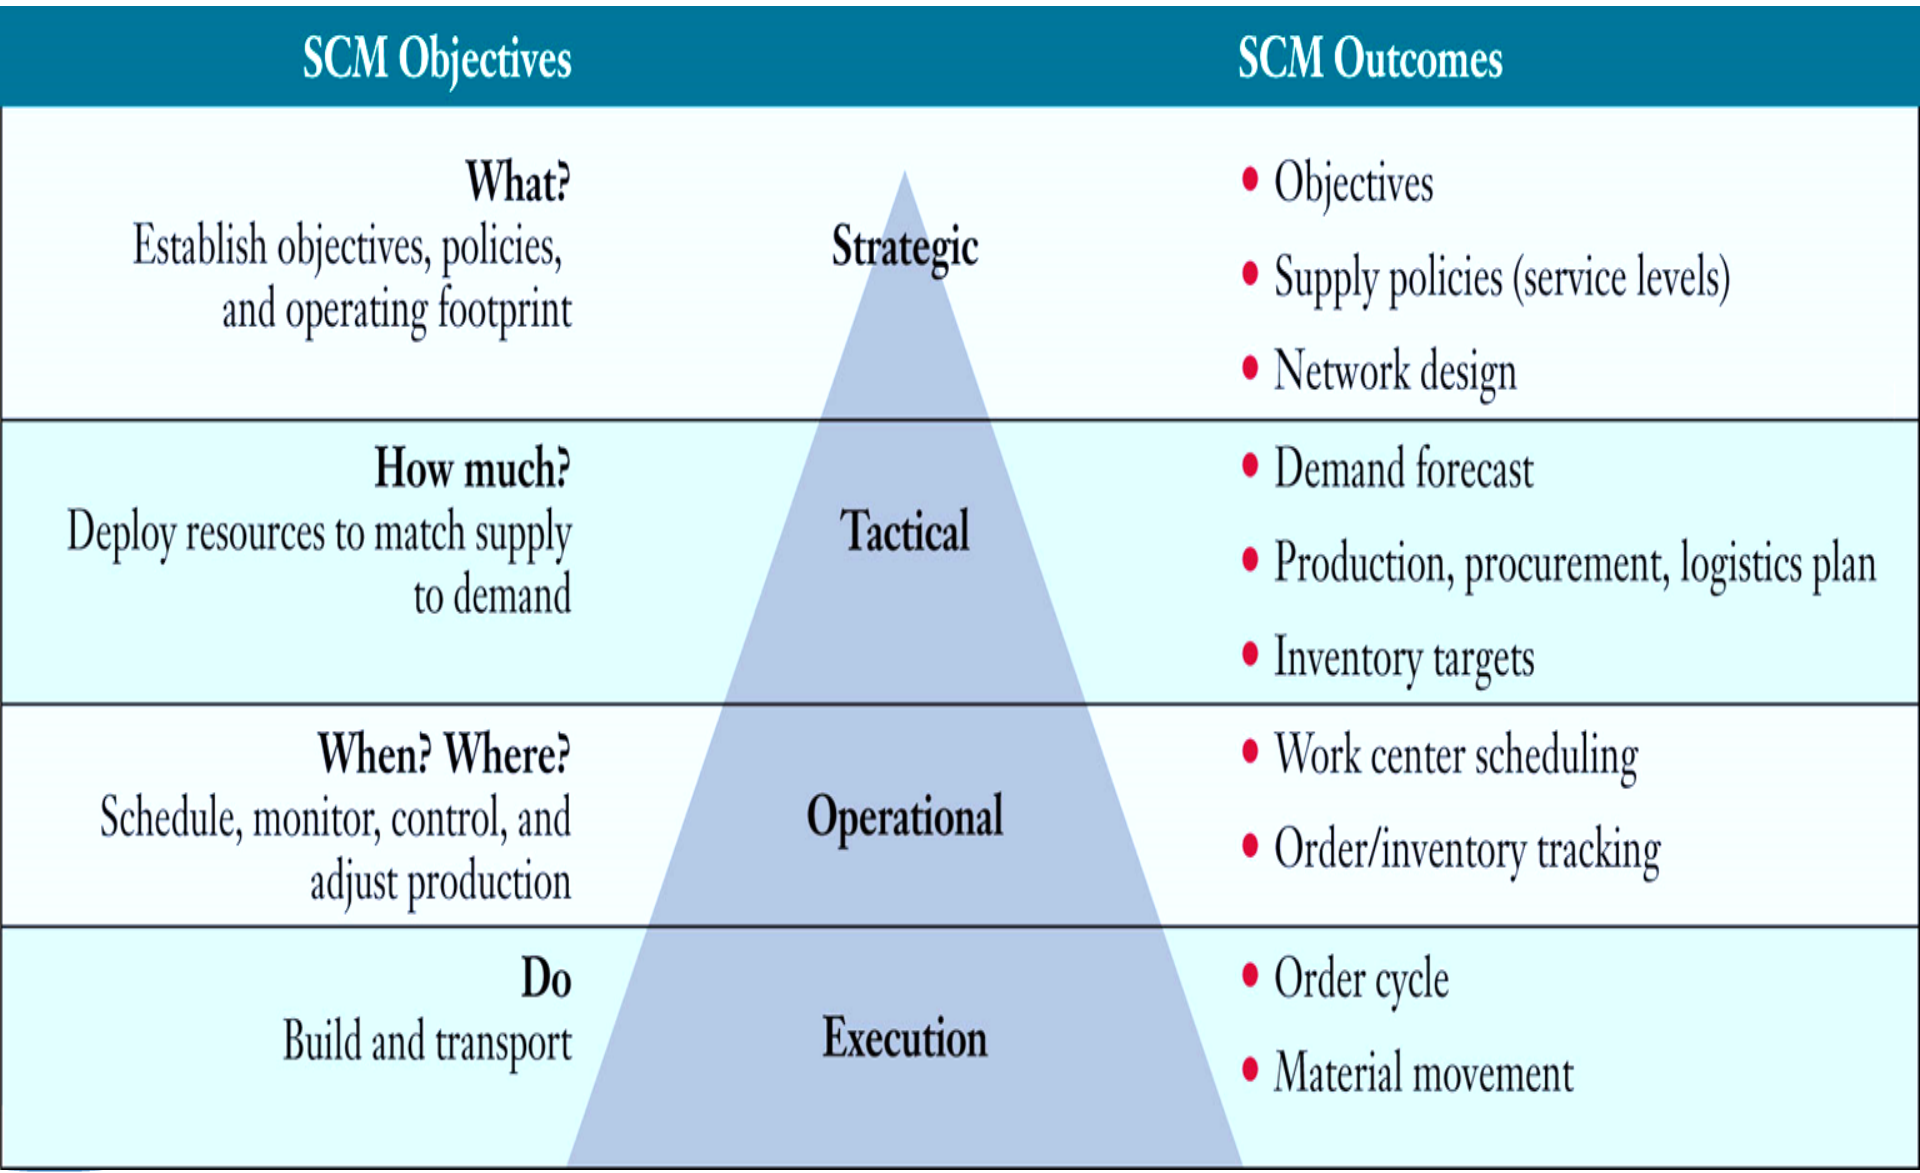 SCM Objectives
SCM Outcomes
What?
Establish objectives, policies,
and operating footprint
Strategic
• Objectives
• Supply policies (service levels)
• Network design
How much?
Deploy resources to match supply
to demand
Tactical
• Demand forecast
• Production, procurement, logistics plan
• Inventory targets
When? Where?
Schedule, monitor, control, and
adjust production
Operational
• Work center scheduling
• Order/inventory tracking
Do
Build and transport
Execution
• Order cycle
• Material movement